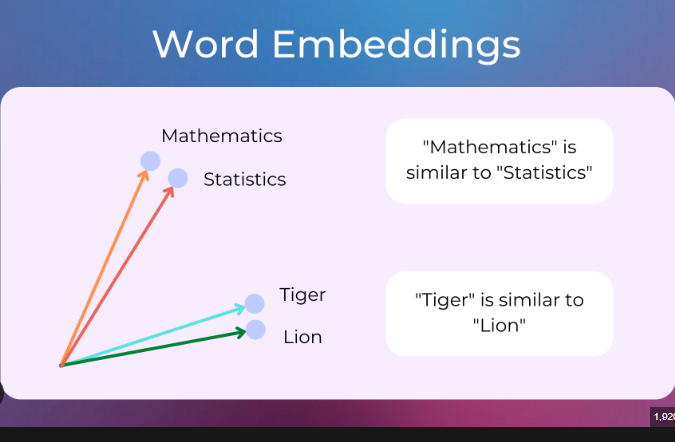 Word Embeddings
Mathematics
Statistics
"Mathematics" is
similar to "Statistics"
Tiger
Lion
"Tiger" is similar to
"Lion"